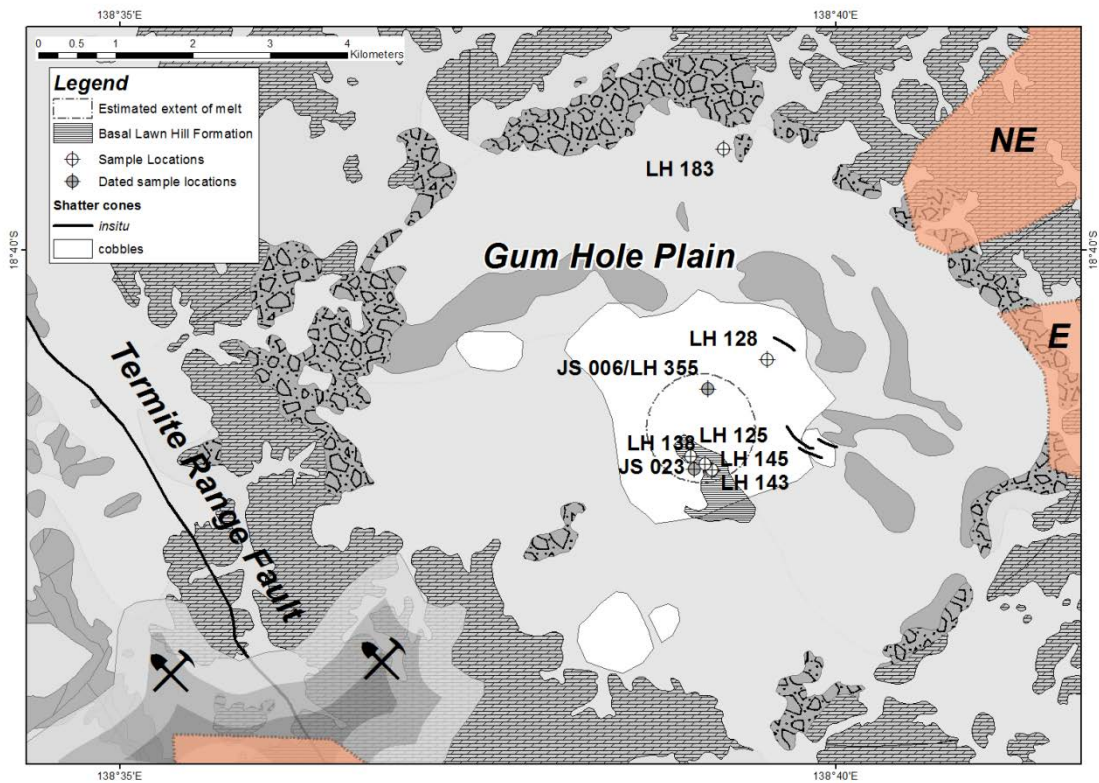 138°35'E
138°40'E
0 0.5 1 2 3 4
Kilometers
Legend
Estimated extent of melt
Basal Lawn Hill Formation
Sample Locations
Dated sample locations
Shatter cones
insitu
cobbles
NE
LH 183
18°40'S
18°40'S
Gum Hole Plain
E
LH 128
JS 006/LH 355
Termite Range Fault
LH 138
LH 125
JS 023
LH 145
LH 143
138°35'E
138°40'E